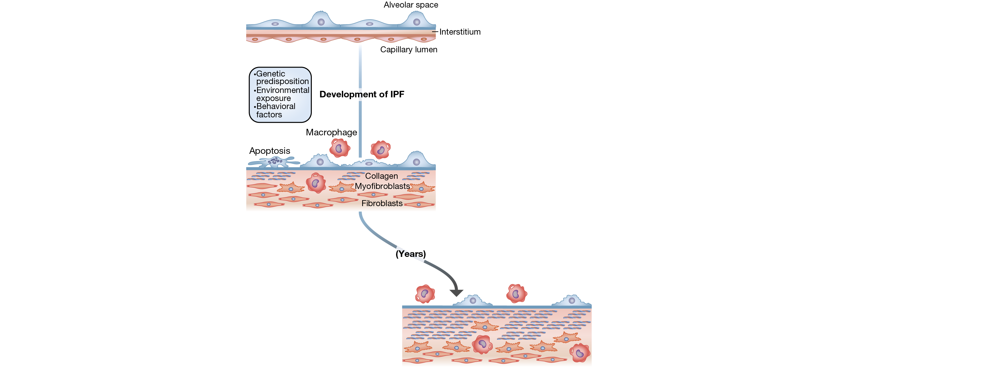 Alveolar space
Interstitium
Capillary lumen
•Genetic
predisposition
•Environmental
exposure
•Behavioral
factors
Development of IPF
Macrophage
Apoptosis
Collagen
Myofibroblasts
Fibroblasts
(Years)